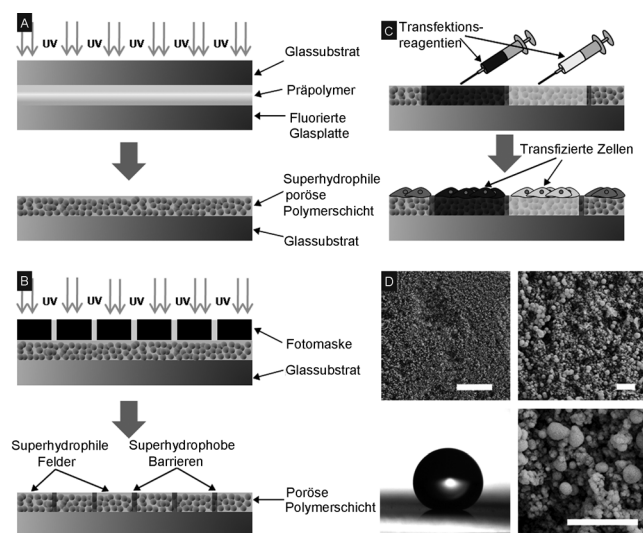 A
UV UV UV UV UV
Glassubstrat
Präpolymer
Fluorierte
Glasplatte
Superhydrophile
poröse
Polymerschicht
Glassubstrat
B
UV UV UV UV UV
Fotomaske
Glassubstrat
Superhydrophile
Felder
Superhydrophobe
Barrieren
Poröse
Polymerschicht
C
Transfektions-
reagentien
Transfizierte Zellen
D